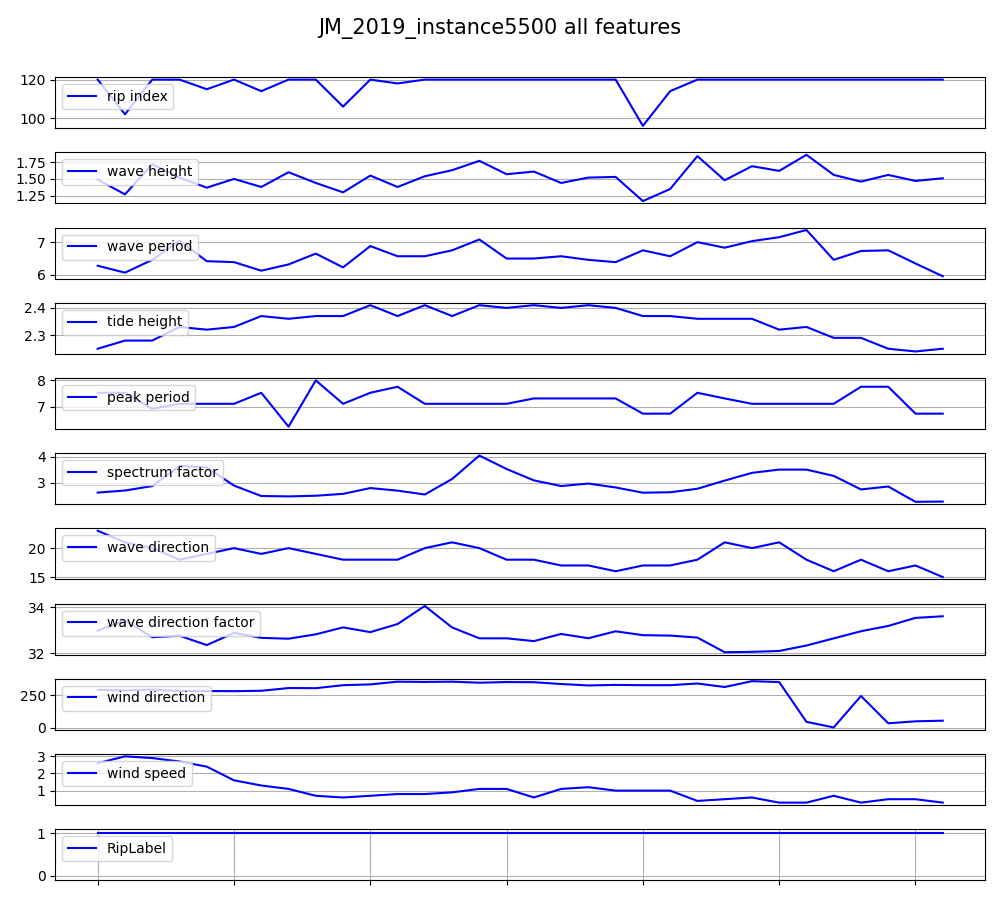 JM_2019_instance5500 all features
120
100
rip index
1.75
1.50
1.25
wave height
7
6
wave period
2.4
2.3
tide height
8
7
peak period
4
3
spectrum factor
20
15
wave direction
34
32
wave direction factor
250
0
wind direction
3
2
1
wind speed
1
0
RipLabel